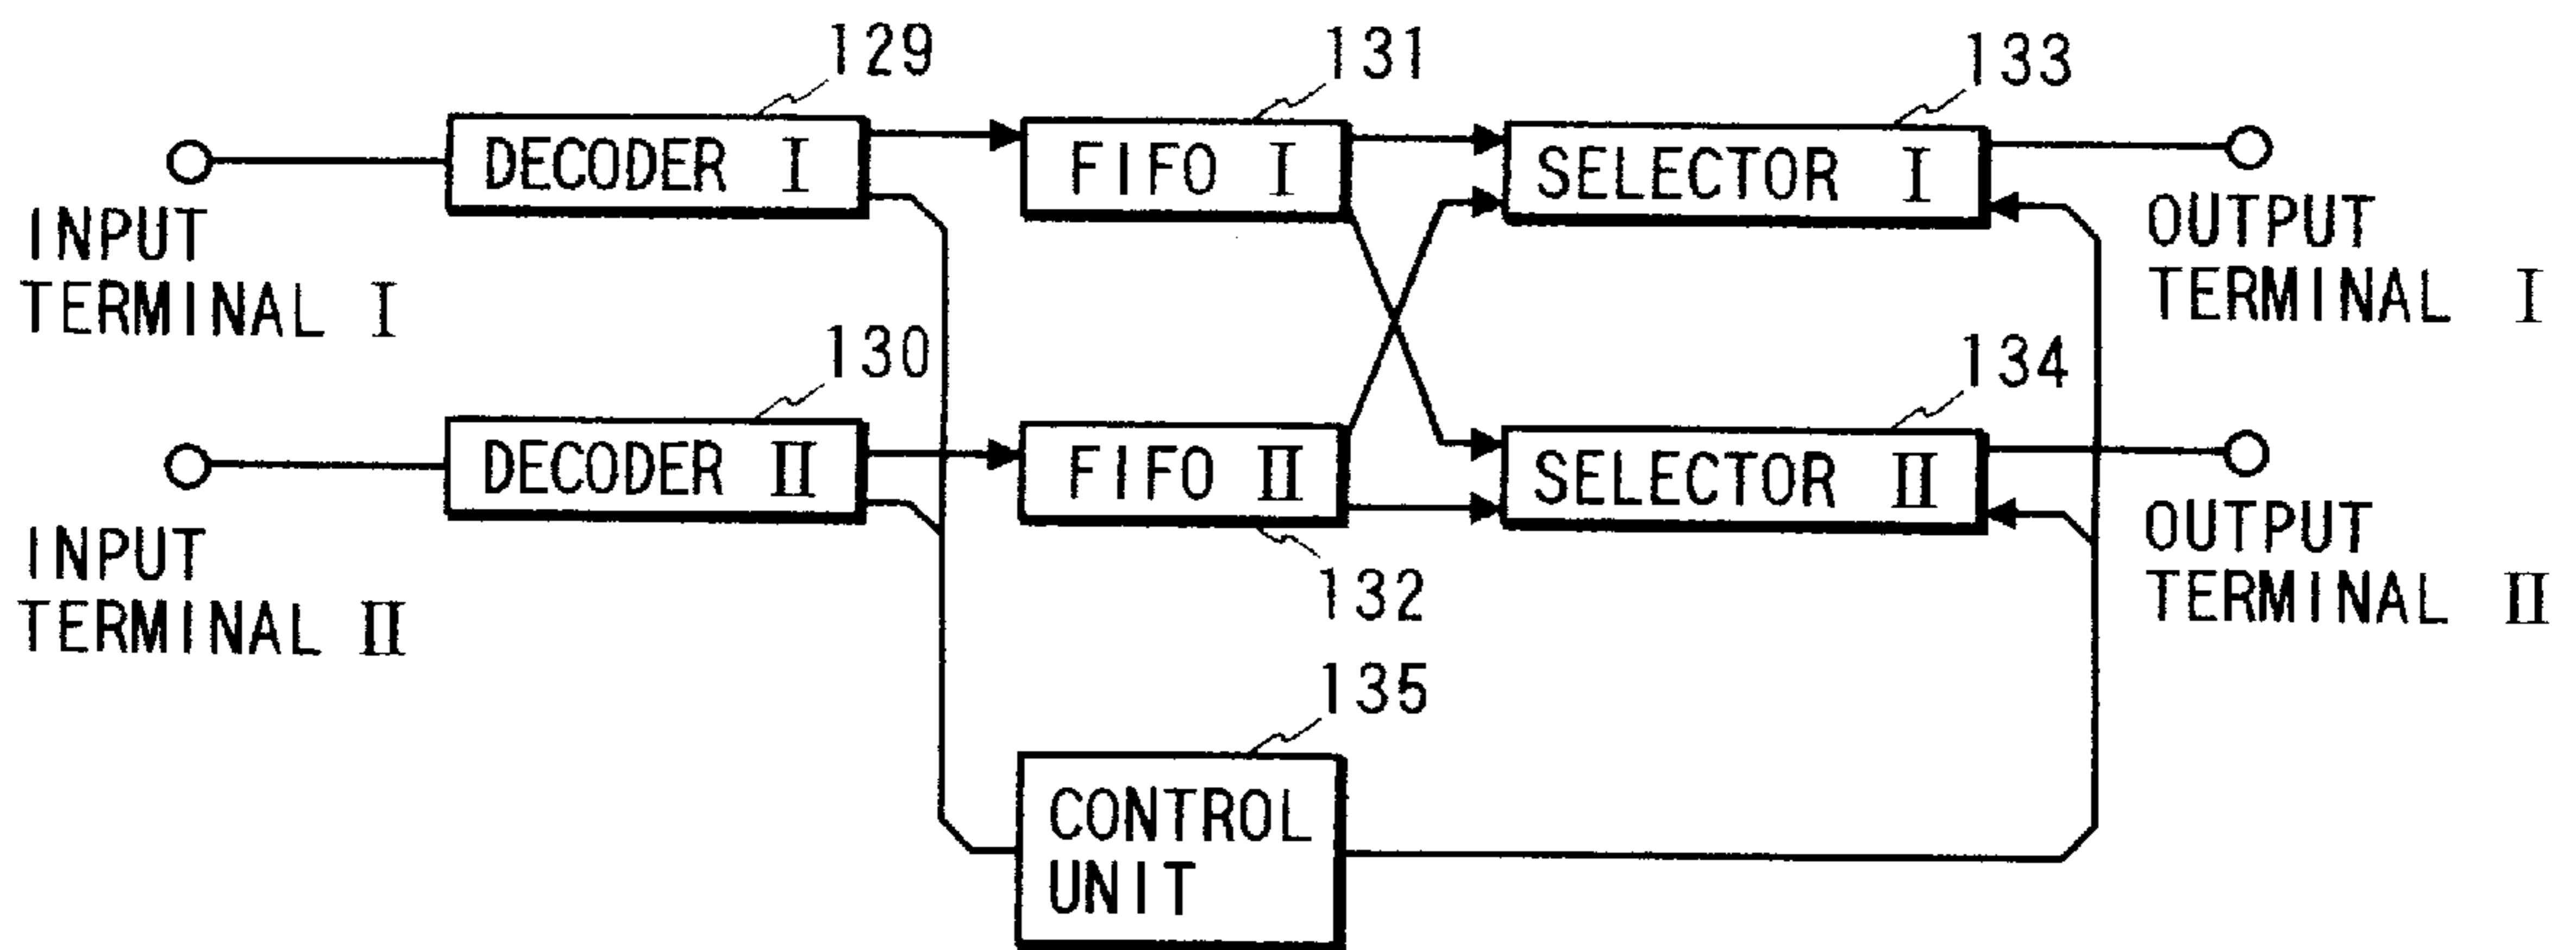 129
131
133
DECODER I
FIFO I
SELECTOR I
INPUT
TERMINAL I
OUTPUT
TERMINAL I
130
134
DECODER II
FIFO II
SELECTOR II
INPUT
TERMINAL II
OUTPUT
TERMINAL II
132
135
CONTROL
UNIT